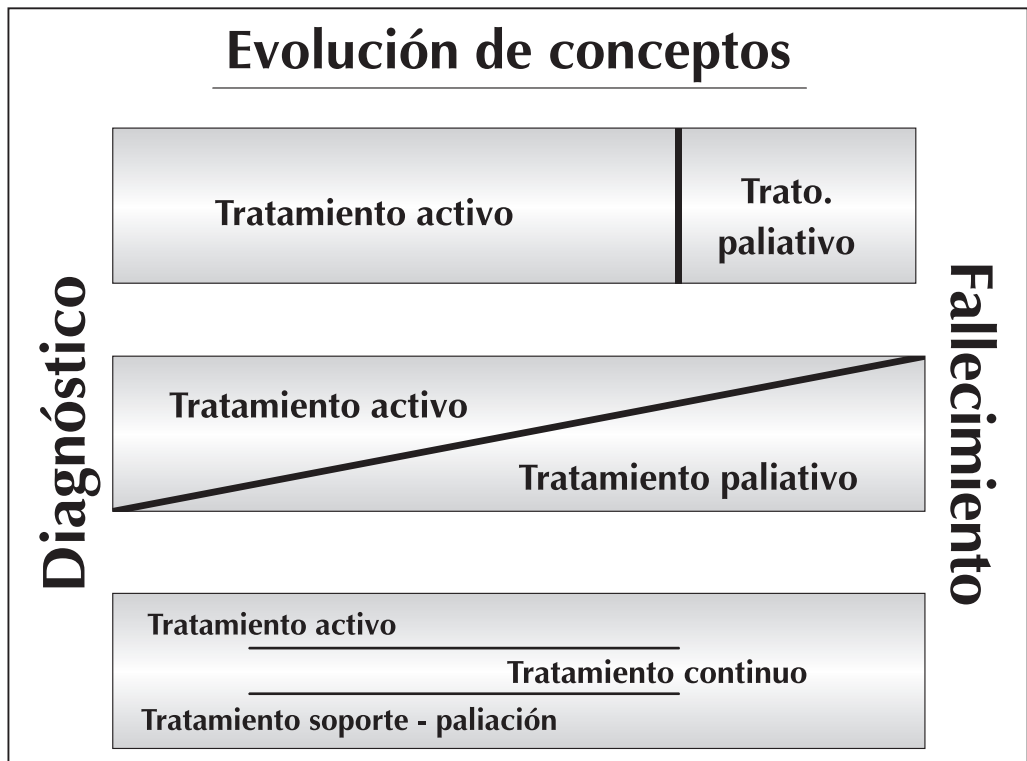 Evolución de conceptos
Diagnóstico
Tratamiento activo
Trato.
paliativo
Tratamiento activo
Tratamiento paliativo
Tratamiento activo
Tratamiento continuo
Tratamiento soporte - paliación
Fallecimiento